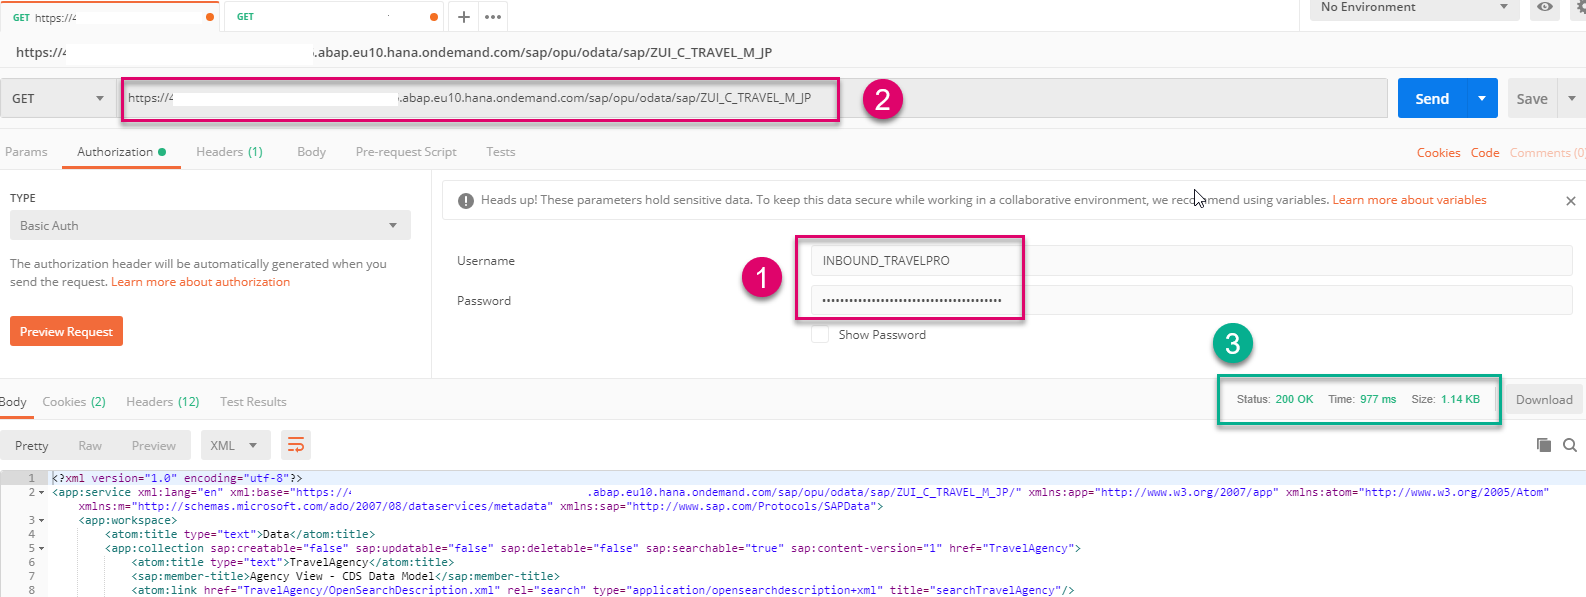 GET https://4
GET
+ •••
No Environment
https://4 .abap.eu10.hana.ondemand.com/sap/opu/odata/sap/ZUI_C_TRAVEL_M_JP
GET
https://4 .abap.eu10.hana.ondemand.com/sap/opu/odata/sap/ZUI_C_TRAVEL_M_JP
2
Send
Save
Params Authorization Headers (1) Body Pre-request Script Tests
Cookies Code Comments (0)
TYPE
Basic Auth
The authorization header will be automatically generated when you
send the request. Learn more about authorization
Preview Request
Heads up! These parameters hold sensitive data. To keep this data secure while working in a collaborative environment, we recommend using variables. Learn more about variables
1
Username INBOUND_TRAVELPRO
Password ••••••••••••••••••••••••••••••••••••••••
Show Password
3
Body Cookies (2) Headers (12) Test Results
Status: 200 OK Time: 977 ms Size: 1.14 KB
Download
Pretty Raw Preview XML
1 <?xml version="1.0" encoding="utf-8"?>
2 <app:service xml:lang="en" xml:base="https://4 .abap.eu10.hana.ondemand.com/sap/opu/odata/sap/ZUI_C_TRAVEL_M_JP/" xmlns:app="http://www.w3.org/2007/app" xmlns:atom="http://www.w3.org/2005/Atom"
xmlns:m="http://schemas.microsoft.com/ado/2007/08/dataservices/metadata" xmlns:sap="http://www.sap.com/Protocols/SAPData">
3 <app:workspace>
4 <atom:title type="text">Data</atom:title>
5 <app:collection sap:creatable="false" sap:updatable="false" sap:deletable="false" sap:searchable="true" sap:content-version="1" href="TravelAgency">
6 <atom:title type="text">TravelAgency</atom:title>
7 <sap:member-title>Agency View - CDS Data Model</sap:member-title>
8 <atom:link href="TravelAgency/OpenSearchDescription.xml" rel="search" type="application/opensearchdescription+xml" title="searchTravelAgency"/>